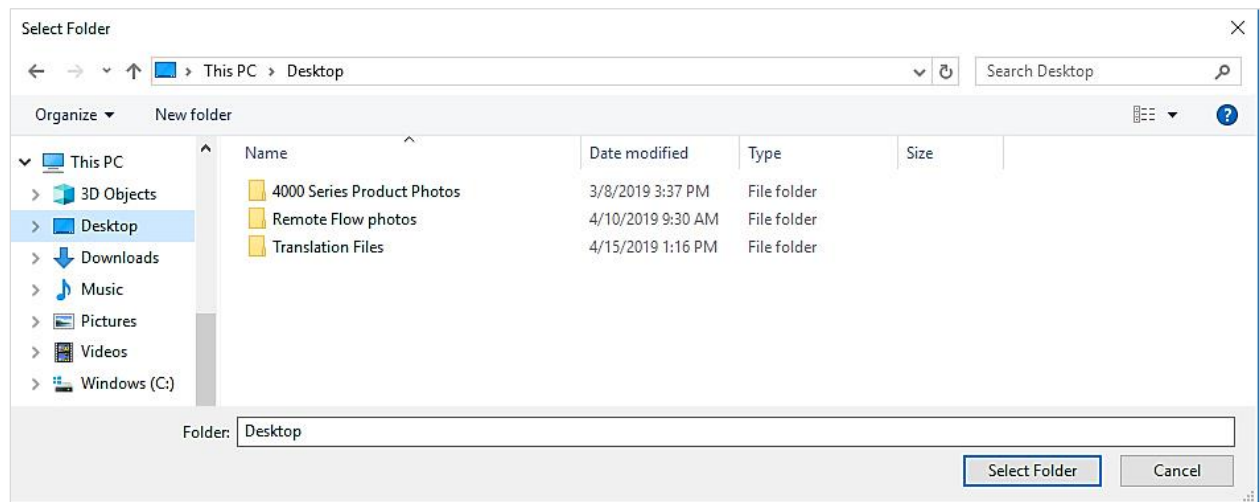 Select Folder
This PC > Desktop
Search Desktop
Organize
New folder
This PC
3D Objects
Desktop
Downloads
Music
Pictures
Videos
Windows (C:)
Name Date modified Type Size
4000 Series Product Photos 3/8/2019 3:37 PM File folder
Remote Flow photos 4/10/2019 9:30 AM File folder
Translation Files 4/15/2019 1:16 PM File folder
Folder: Desktop
Select Folder
Cancel